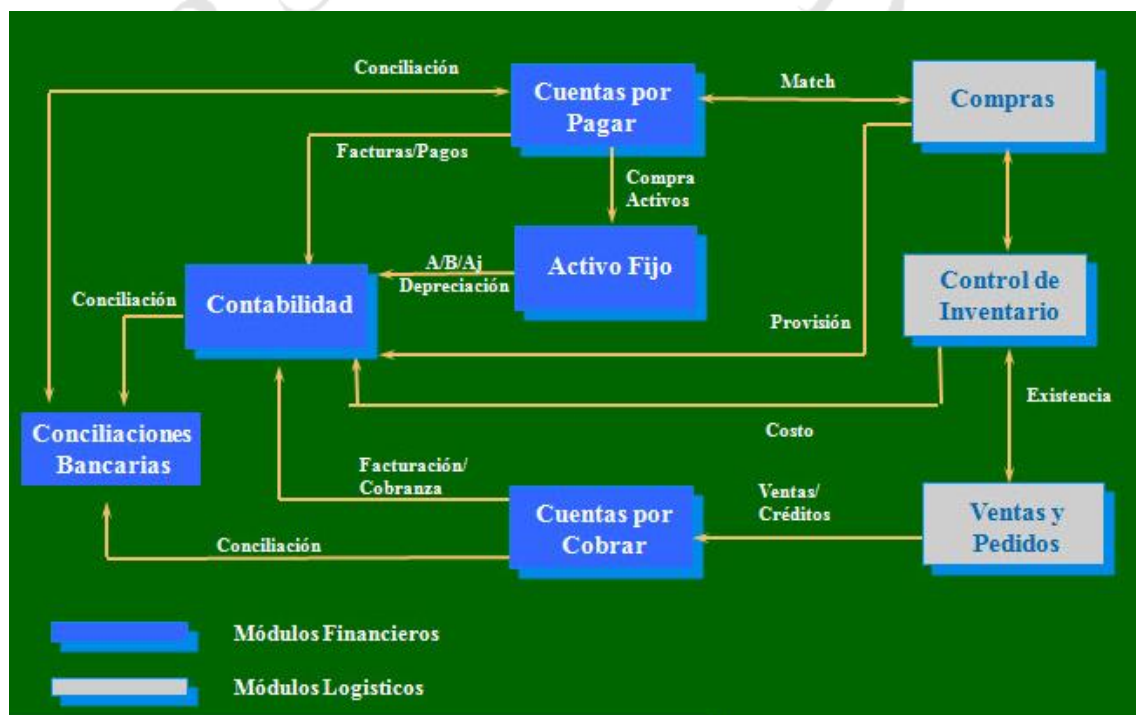 Conciliación
Cuentas por
Pagar
Match
Compras
Facturas/Pagos
Compra
Activos
A/B/Aj
Depreciación
Activo Fijo
Control de
Inventario
Conciliación
Contabilidad
Provisión
Existencia
Costo
Conciliaciones
Bancarias
Facturación/
Cobranza
Ventas/
Créditos
Cuentas por
Cobrar
Ventas y
Pedidos
Conciliación
Módulos Financieros
Módulos Logisticos